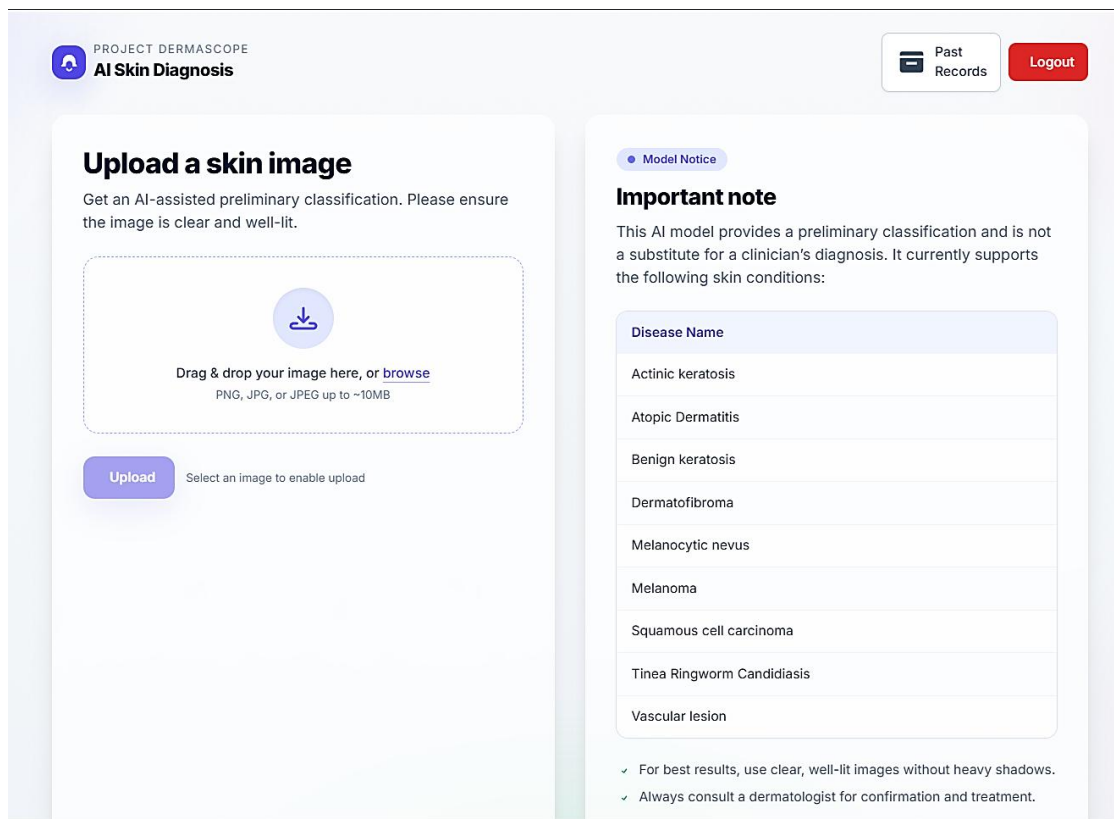 PROJECT DERMASCOPE
AI Skin Diagnosis
Past
Records
Logout
Upload a skin image
Get an AI-assisted preliminary classification. Please ensure
the image is clear and well-lit.
Drag & drop your image here, or browse
PNG, JPG, or JPEG up to ~10MB
Upload
Select an image to enable upload
Model Notice
Important note
This AI model provides a preliminary classification and is not
a substitute for a clinician's diagnosis. It currently supports
the following skin conditions:
Disease Name
Actinic keratosis
Atopic Dermatitis
Benign keratosis
Dermatofibroma
Melanocytic nevus
Melanoma
Squamous cell carcinoma
Tinea Ringworm Candidiasis
Vascular lesion
For best results, use clear, well-lit images without heavy shadows.
Always consult a dermatologist for confirmation and treatment.